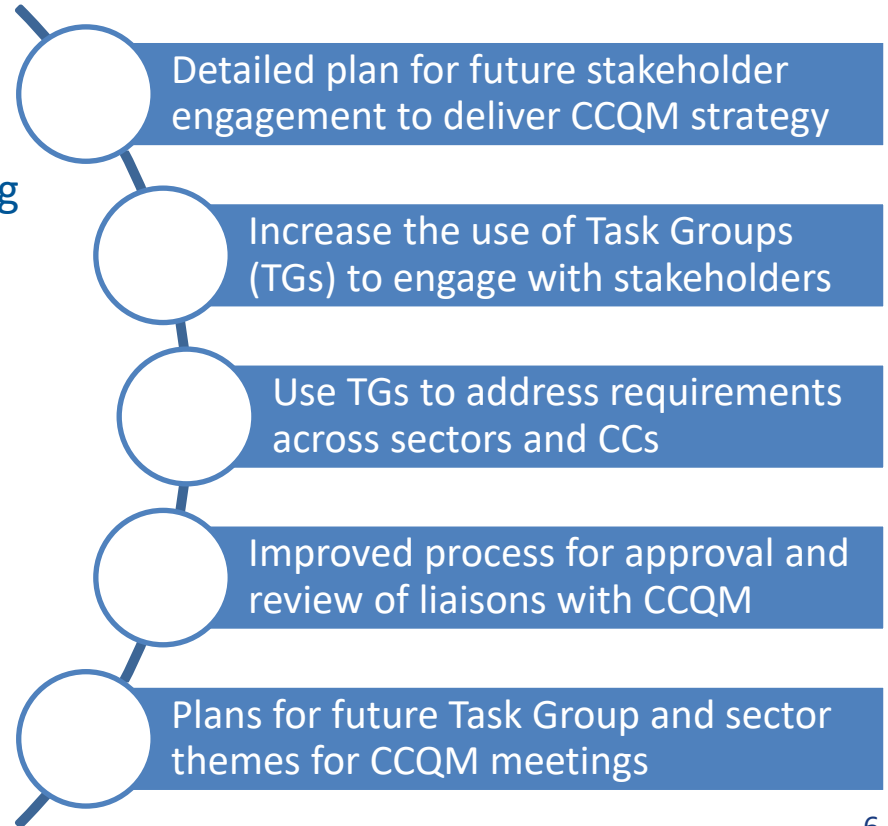 Detailed plan for future stakeholder
engagement to deliver CCQM strategy
g
Increase the use of Task Groups
(TGs) to engage with stakeholders
Use TGs to address requirements
across sectors and CCs
Improved process for approval and
review of liaisons with CCQM
Plans for future Task Group and sector
themes for CCQM meetings